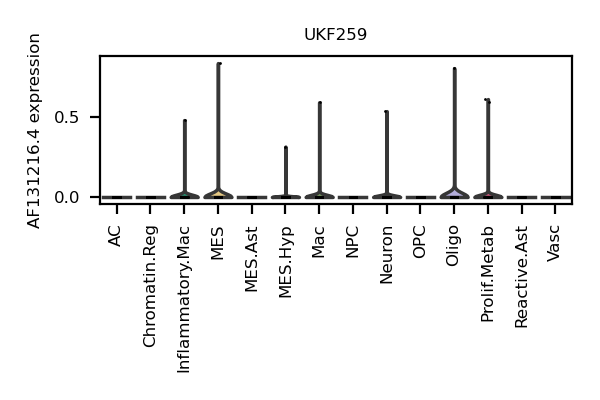 UKF259
AF131216.4 expression
0.5
0.0
AC
Chromatin.Reg
Inflammatory.Mac
MES
MES.Ast
MES.Hyp
Mac
NPC
Neuron
OPC
Oligo
Prolif.Metab
Reactive.Ast
Vasc